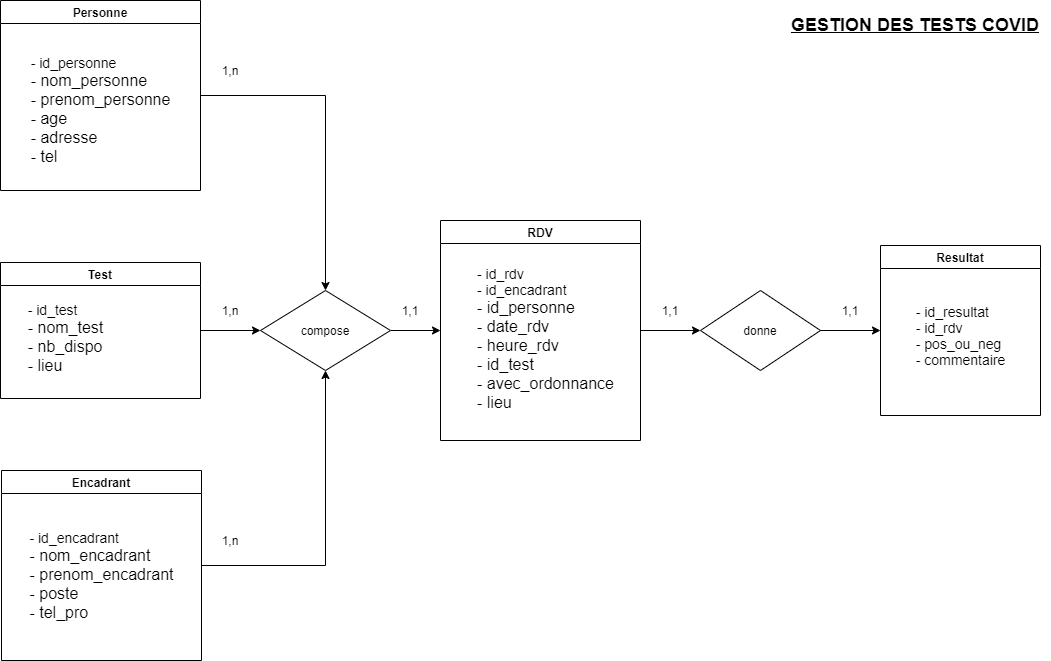 GESTION DES TESTS COVID
Personne
- id_personne
- nom_personne
- prenom_personne
- age
- adresse
- tel
1,n
Test
- id_test
- nom_test
- nb_dispo
- lieu
1,n
Encadrant
- id_encadrant
- nom_encadrant
- prenom_encadrant
- poste
- tel_pro
1,n
compose
1,1
RDV
- id_rdv
- id_encadrant
- id_personne
- date_rdv
- heure_rdv
- id_test
- avec_ordonnance
- lieu
1,1
donne
1,1
Resultat
- id_resultat
- id_rdv
- pos_ou_neg
- commentaire